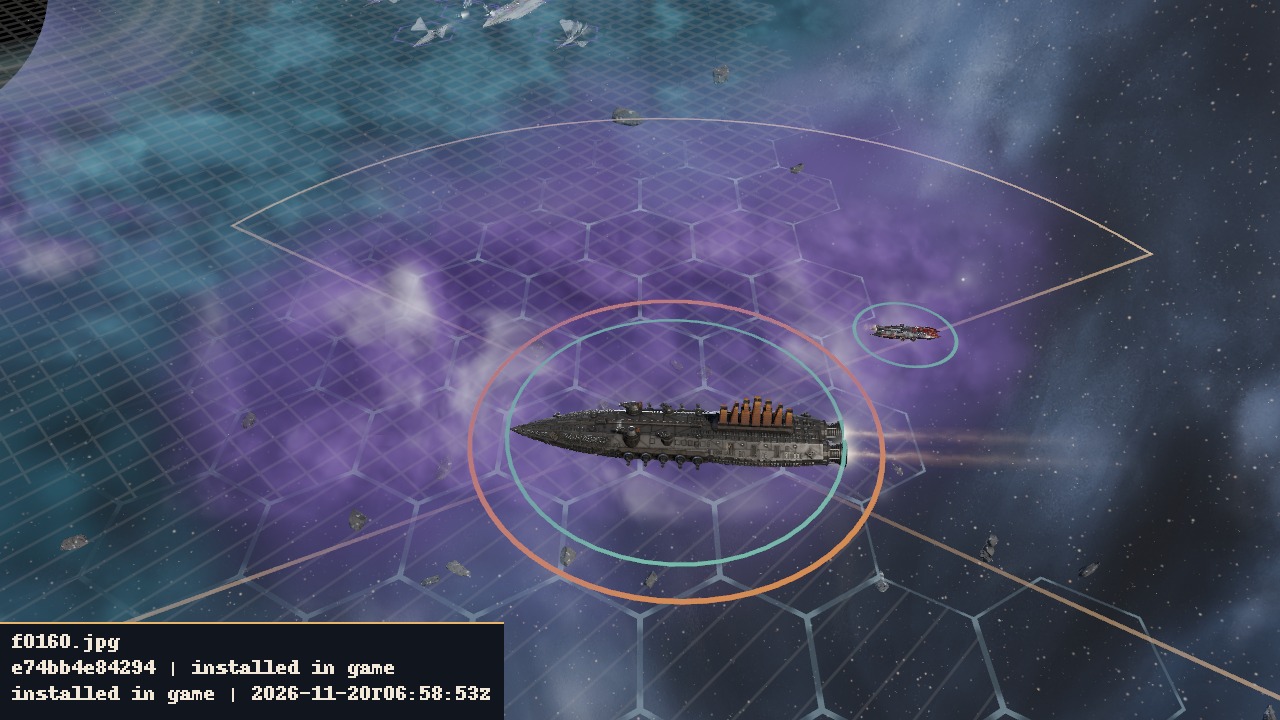 f0160.jpg
e74bb4e84294 | installed in game
installed in game | 2026-11-20T06:58:53Z